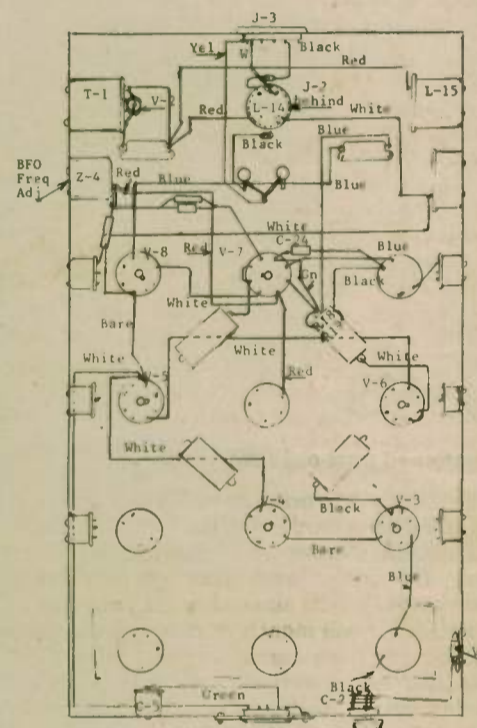 J-3
Yel
W
Black
Red
T-1
V-2
Red
L-14
J-2
behind
L-15
White
Black
Blue
BFO
Freq
Adj
Z-4
Red
Blue
Blue
White
V-8
Red
V-7
C-24
Gn
Blue
Black
White
Bare
White
White
White
V-5
Red
V-6
White
V-4
Black
V-3
Bare
Blue
Green
C-5
Black
C-2